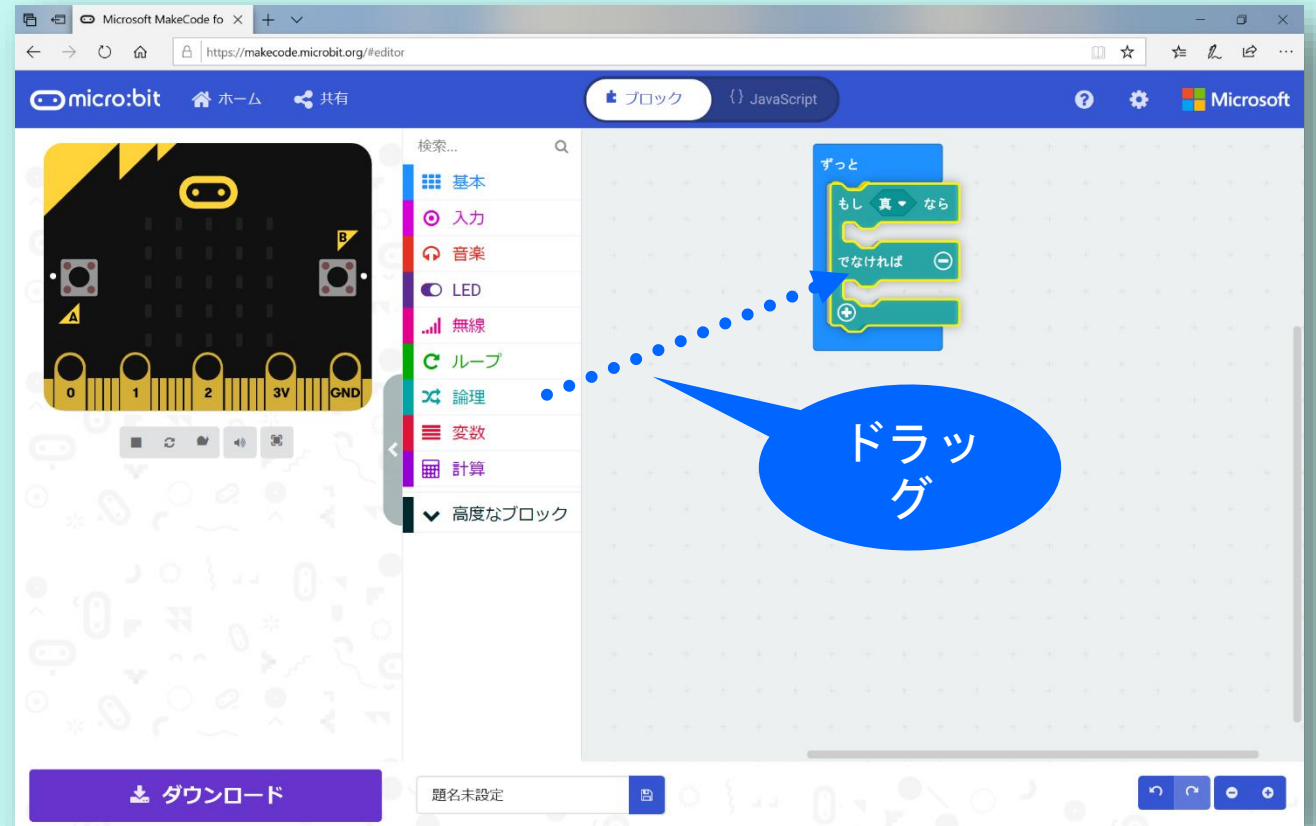 Microsoft MakeCode fo
https://makecode.microbit.org/#editor
micro:bit
ホーム
共有
ブロック
{} JavaScript
Microsoft
検索...
基本
入力
音楽
LED
無線
ループ
論理
変数
計算
高度なブロック
B
A
0
1
2
3V
GND
ずっと
もし 真 なら
でなければ
ドラッ
グ
ダウンロード
題名未設定